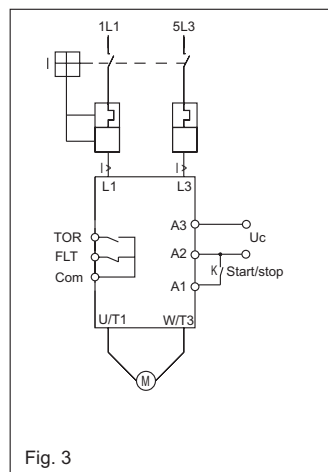 1L1 5L3
I
I> I>
L1 L3
A3
TOR Uc
FLT A2
K Start/stop
Com
A1
U/T1 W/T3
M
Fig. 3